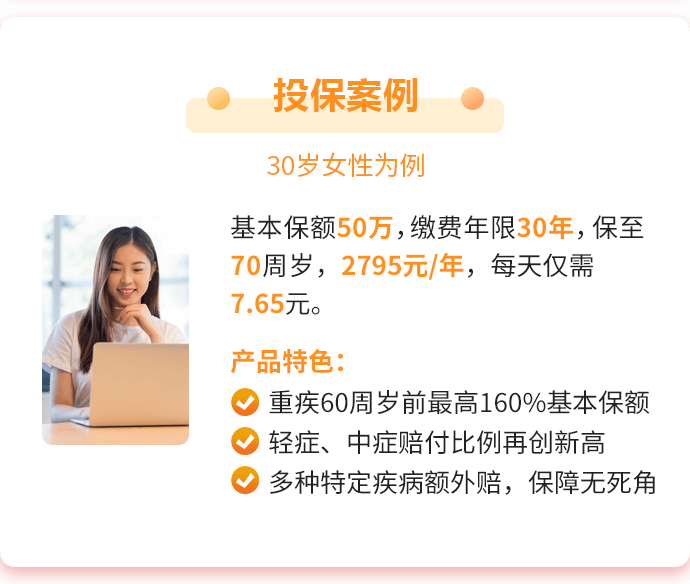 投保案例
30岁女性为例
基本保额50万，缴费年限30年，保至
70周岁，2795元/年，每天仅需
7.65元。
产品特色：
重疾60周岁前最高160%基本保额
轻症、中症赔付比例再创新高
多种特定疾病额外赔，保障无死角